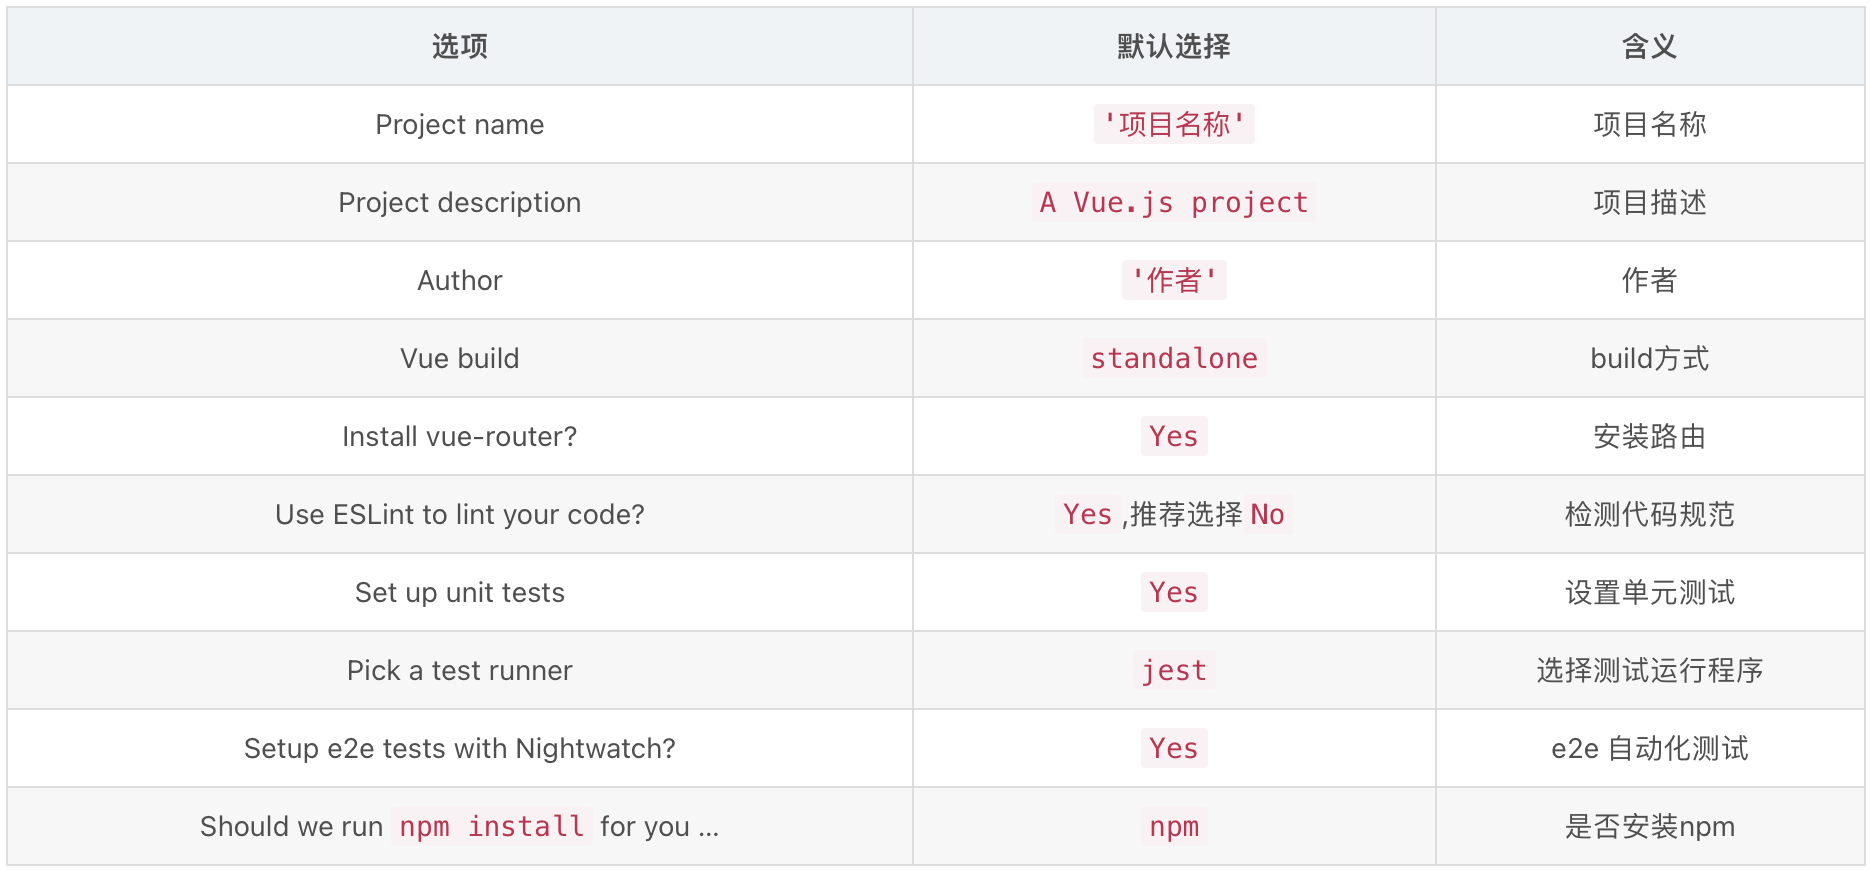 选项 默认选择 含义
Project name '项目名称' 项目名称
Project description A Vue.js project 项目描述
Author '作者' 作者
Vue build standalone build方式
Install vue-router? Yes 安装路由
Use ESLint to lint your code? Yes ,推荐选择 No 检测代码规范
Set up unit tests Yes 设置单元测试
Pick a test runner jest 选择测试运行程序
Setup e2e tests with Nightwatch? Yes e2e 自动化测试
Should we run npm install for you ... npm 是否安装npm